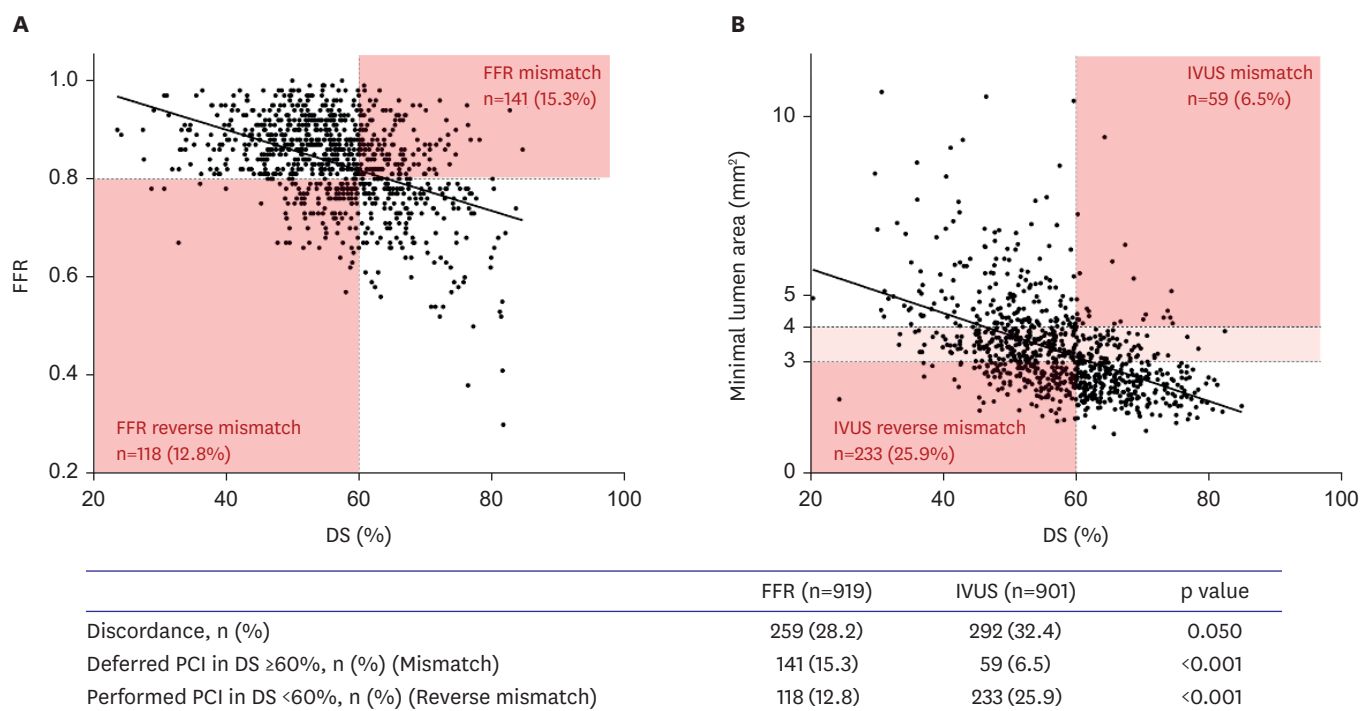 A
FFR
1.0
0.8
0.6
0.4
0.2
FFR mismatch
n=141 (15.3%)
FFR reverse mismatch
n=118 (12.8%)
20 40 60 80 100
DS (%)
B
Minimal lumen area (mm²)
10
5
4
3
0
IVUS mismatch
n=59 (6.5%)
IVUS reverse mismatch
n=233 (25.9%)
20 40 60 80 100
DS (%)
FFR (n=919) IVUS (n=901) p value
Discordance, n (%) 259 (28.2) 292 (32.4) 0.050
Deferred PCI in DS ≥60%, n (%) (Mismatch) 141 (15.3) 59 (6.5) <0.001
Performed PCI in DS <60%, n (%) (Reverse mismatch) 118 (12.8) 233 (25.9) <0.001